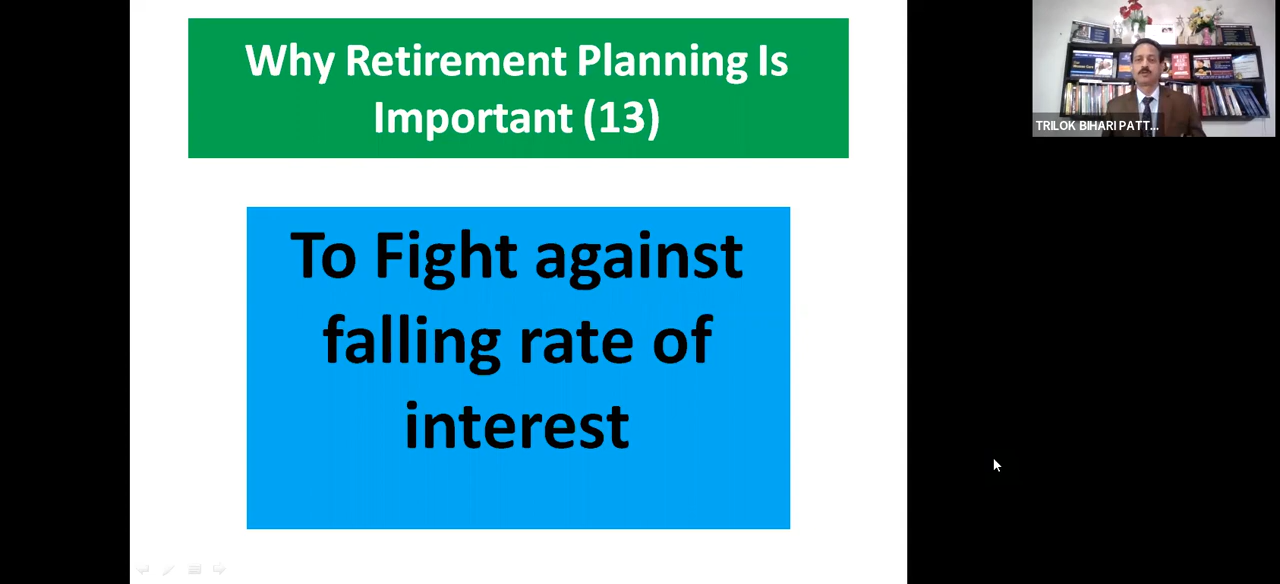 Why Retirement Planning Is
Important (13)
To Fight against
falling rate of
interest
TRILOK BIHARI PATT...